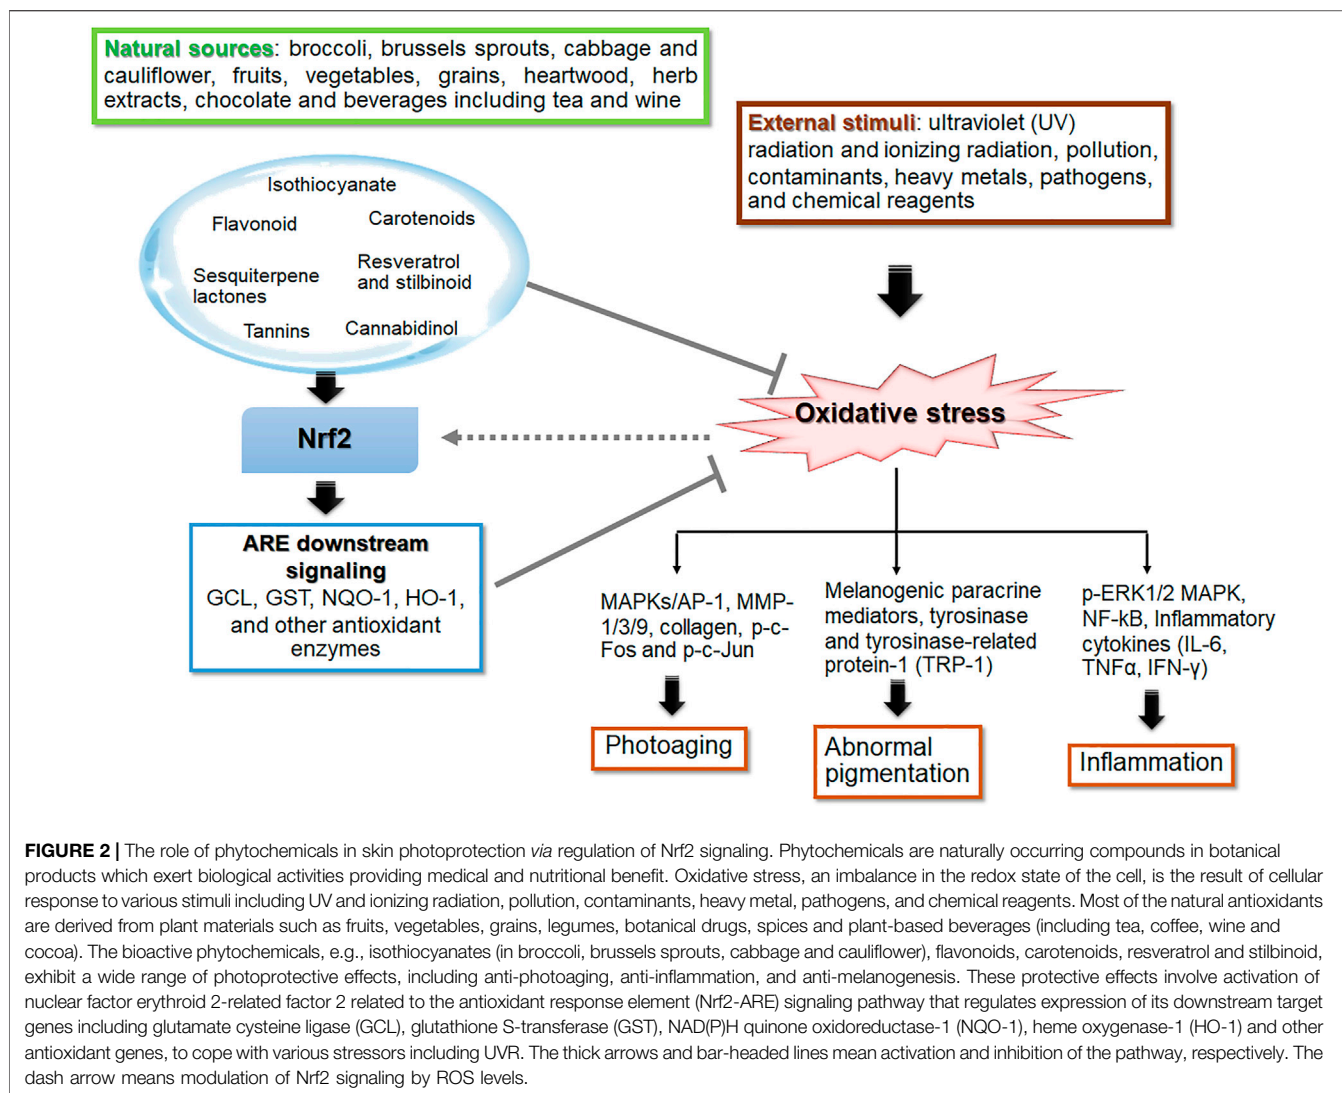 Natural sources: broccoli, brussels sprouts, cabbage and
cauliflower, fruits, vegetables, grains, heartwood, herb
extracts, chocolate and beverages including tea and wine
External stimuli: ultraviolet (UV)
radiation and ionizing radiation, pollution,
contaminants, heavy metals, pathogens,
and chemical reagents
Isothiocyanate
Flavonoid
Carotenoids
Sesquiterpene
lactones
Resveratrol
and stilbinoid
Tannins
Cannabidinol
Nrf2
Oxidative stress
ARE downstream
signaling
GCL, GST, NQO-1, HO-1,
and other antioxidant
enzymes
MAPKs/AP-1, MMP-
1/3/9, collagen, p-c-
Fos and p-c-Jun
Melanogenic paracrine
mediators, tyrosinase
and tyrosinase-related
protein-1 (TRP-1)
p-ERK1/2 MAPK,
NF-kB, Inflammatory
cytokines (IL-6,
TNFα, IFN-γ)
Photoaging
Abnormal
pigmentation
Inflammation
FIGURE 2 | The role of phytochemicals in skin photoprotection via regulation of Nrf2 signaling. Phytochemicals are naturally occurring compounds in botanical
products which exert biological activities providing medical and nutritional benefit. Oxidative stress, an imbalance in the redox state of the cell, is the result of cellular
response to various stimuli including UV and ionizing radiation, pollution, contaminants, heavy metal, pathogens, and chemical reagents. Most of the natural antioxidants
are derived from plant materials such as fruits, vegetables, grains, legumes, botanical drugs, spices and plant-based beverages (including tea, coffee, wine and
cocoa). The bioactive phytochemicals, e.g., isothiocyanates (in broccoli, brussels sprouts, cabbage and cauliflower), flavonoids, carotenoids, resveratrol and stilbinoid,
exhibit a wide range of photoprotective effects, including anti-photoaging, anti-inflammation, and anti-melanogenesis. These protective effects involve activation of
nuclear factor erythroid 2-related factor 2 related to the antioxidant response element (Nrf2-ARE) signaling pathway that regulates expression of its downstream target
genes including glutamate cysteine ligase (GCL), glutathione S-transferase (GST), NAD(P)H quinone oxidoreductase-1 (NQO-1), heme oxygenase-1 (HO-1) and other
antioxidant genes, to cope with various stressors including UVR. The thick arrows and bar-headed lines mean activation and inhibition of the pathway, respectively. The
dash arrow means modulation of Nrf2 signaling by ROS levels.